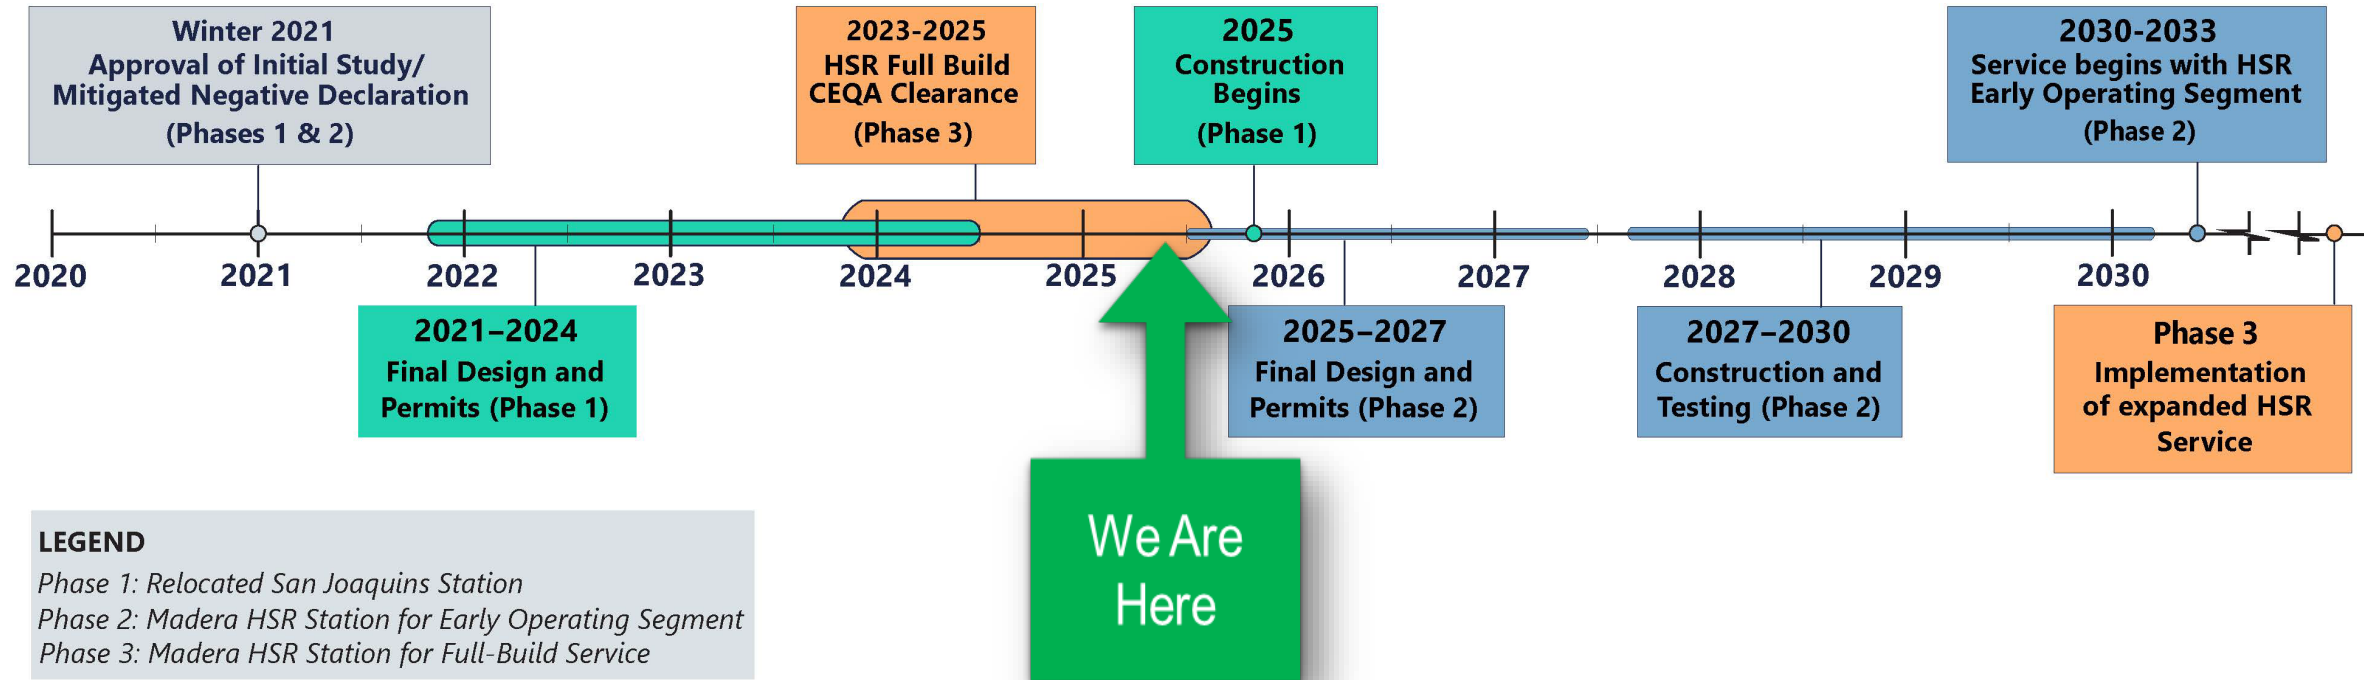 Winter 2021
Approval of Initial Study/
Mitigated Negative Declaration
(Phases 1 & 2)
2023-2025
HSR Full Build
CEQA Clearance
(Phase 3)
2025
Construction
Begins
(Phase 1)
2030-2033
Service begins with HSR
Early Operating Segment
(Phase 2)
2020
2021
2022
2023
2024
2025
2026
2027
2028
2029
2030
2021–2024
Final Design and
Permits (Phase 1)
2025–2027
Final Design and
Permits (Phase 2)
2027–2030
Construction and
Testing (Phase 2)
Phase 3
Implementation
of expanded HSR
Service
We Are
Here
LEGEND
Phase 1: Relocated San Joaquins Station
Phase 2: Madera HSR Station for Early Operating Segment
Phase 3: Madera HSR Station for Full-Build Service